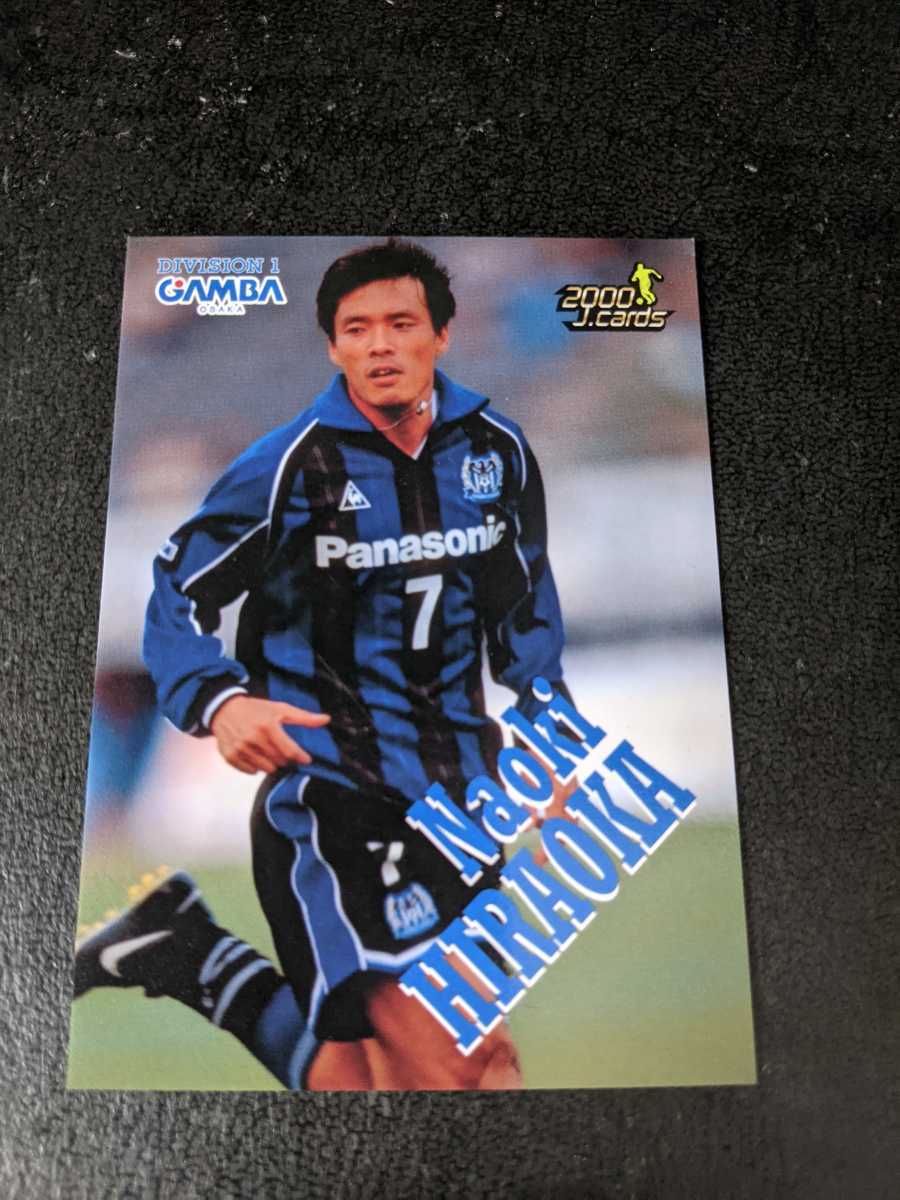 DIVISION 1
GAMBA
OSAKA
2000
J.cards
Panasonic
7
Naoki
HIRAOKA